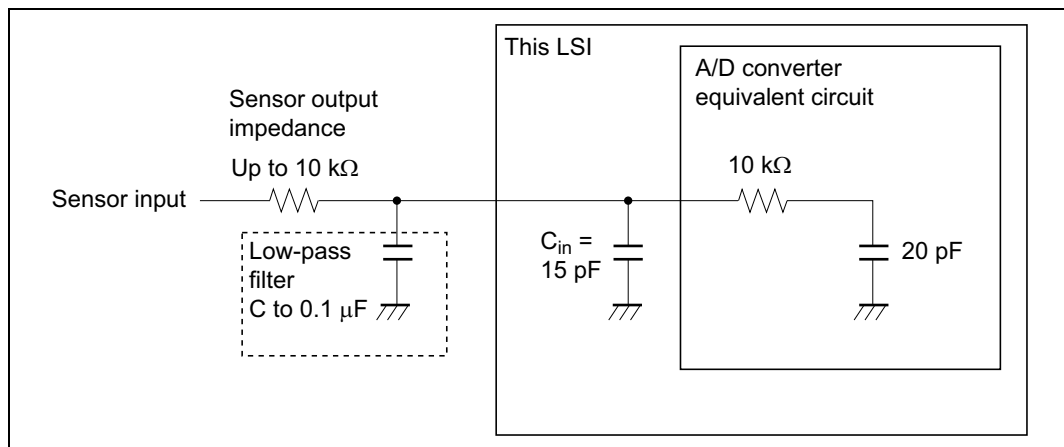 This LSI
A/D converter
equivalent circuit
Sensor output
impedance
Up to 10 kΩ
10 kΩ
Sensor input
Low-pass
filter
C to 0.1 μF
Cin =
15 pF
20 pF